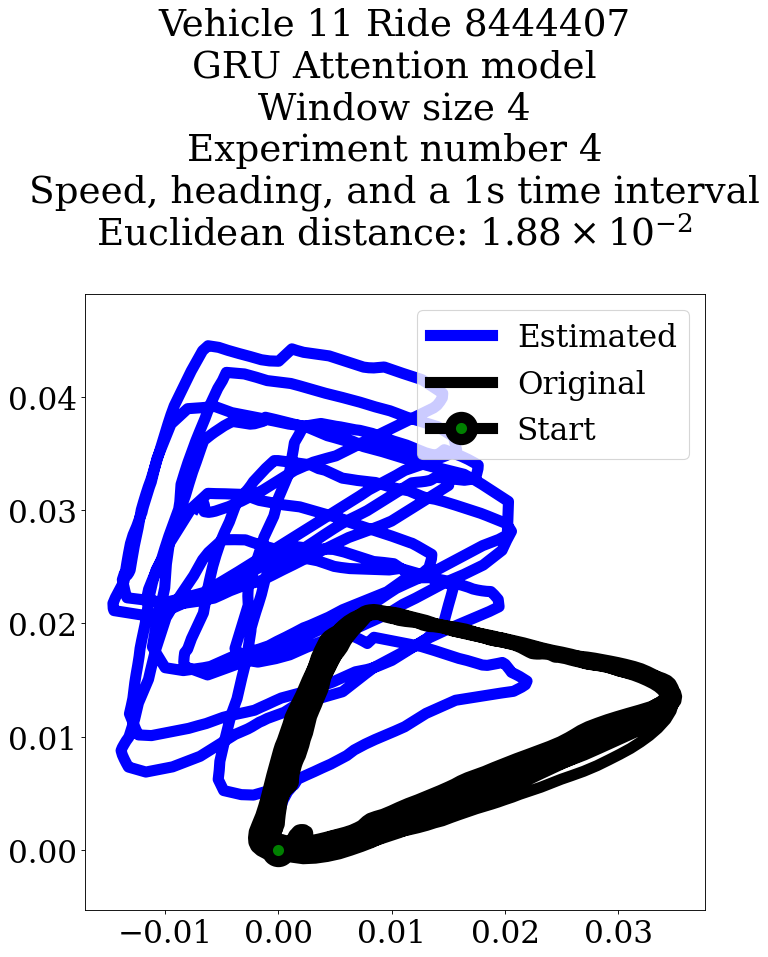 Vehicle 11 Ride 8444407
GRU Attention model
Window size 4
Experiment number 4
Speed, heading, and a 1s time interval
Euclidean distance: 1.88 × 10⁻²
Estimated
Original
Start
0.04
0.03
0.02
0.01
0.00
−0.01 0.00 0.01 0.02 0.03